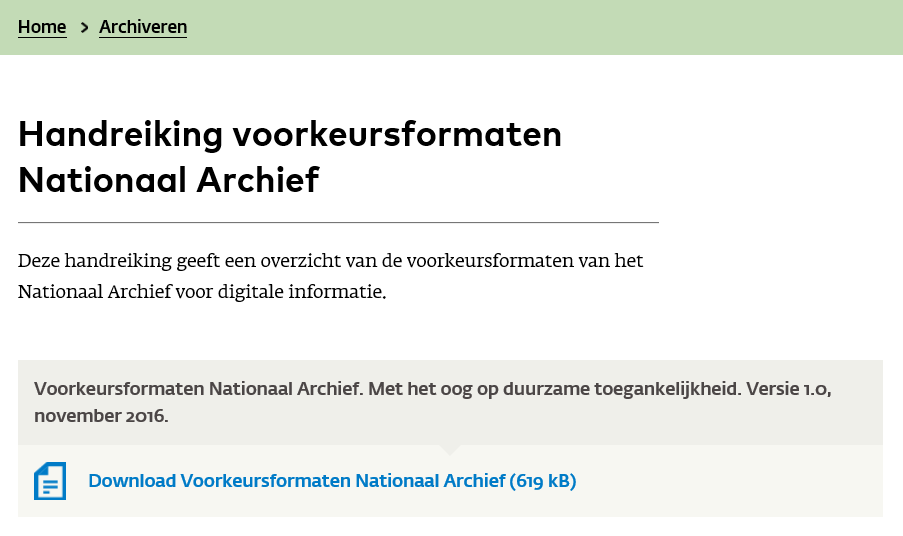 Home > Archiveren
Handreiking voorkeursformaten
Nationaal Archief
Deze handreiking geeft een overzicht van de voorkeursformaten van het
Nationaal Archief voor digitale informatie.
Voorkeursformaten Nationaal Archief. Met het oog op duurzame toegankelijkheid. Versie 1.0,
november 2016.
Download Voorkeursformaten Nationaal Archief (619 kB)